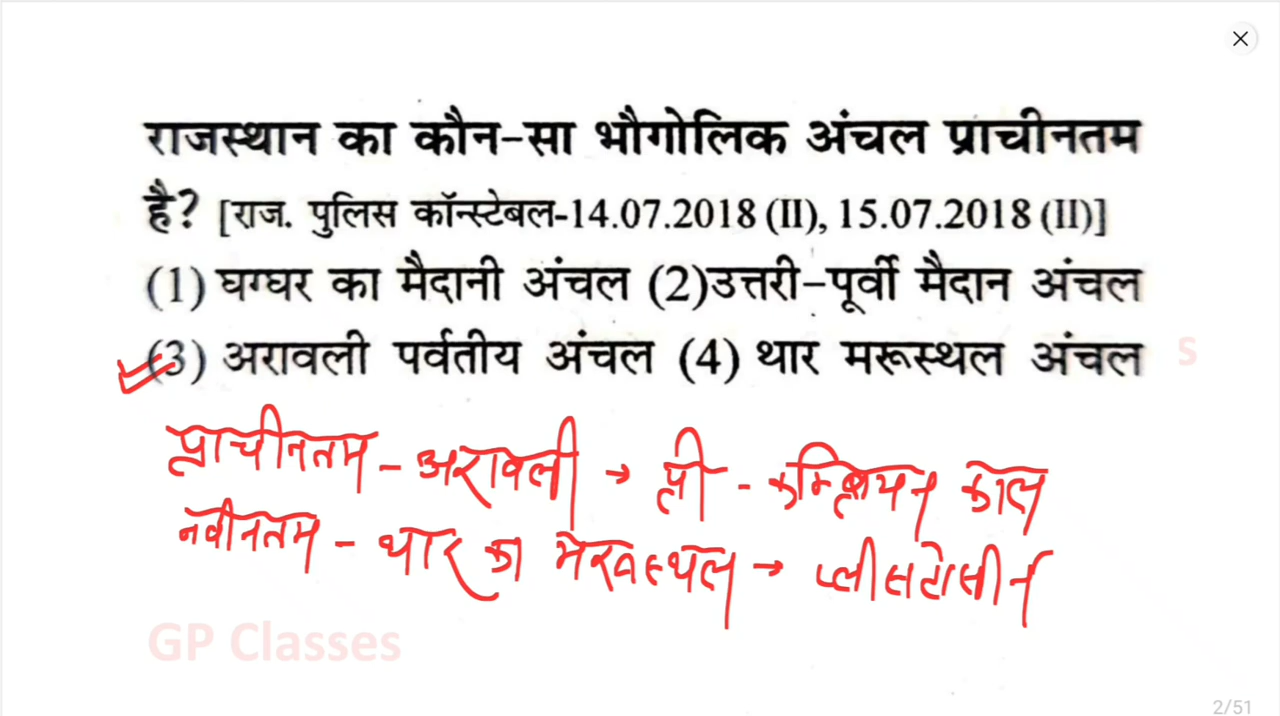 राजस्थान का कौन-सा भौगोलिक अंचल प्राचीनतम
है? [राज. पुलिस कॉन्स्टेबल-14.07.2018 (II), 15.07.2018 (II)]
(1) घग्घर का मैदानी अंचल (2)उत्तरी-पूर्वी मैदान अंचल
(3) अरावली पर्वतीय अंचल (4) थार मरूस्थल अंचल
S
प्राचीनतम - अरावली → प्री - कम्ब्रियन काल
नवीनतम - थार का मरुस्थल → प्लीसटोसीन
GP Classes
2/51